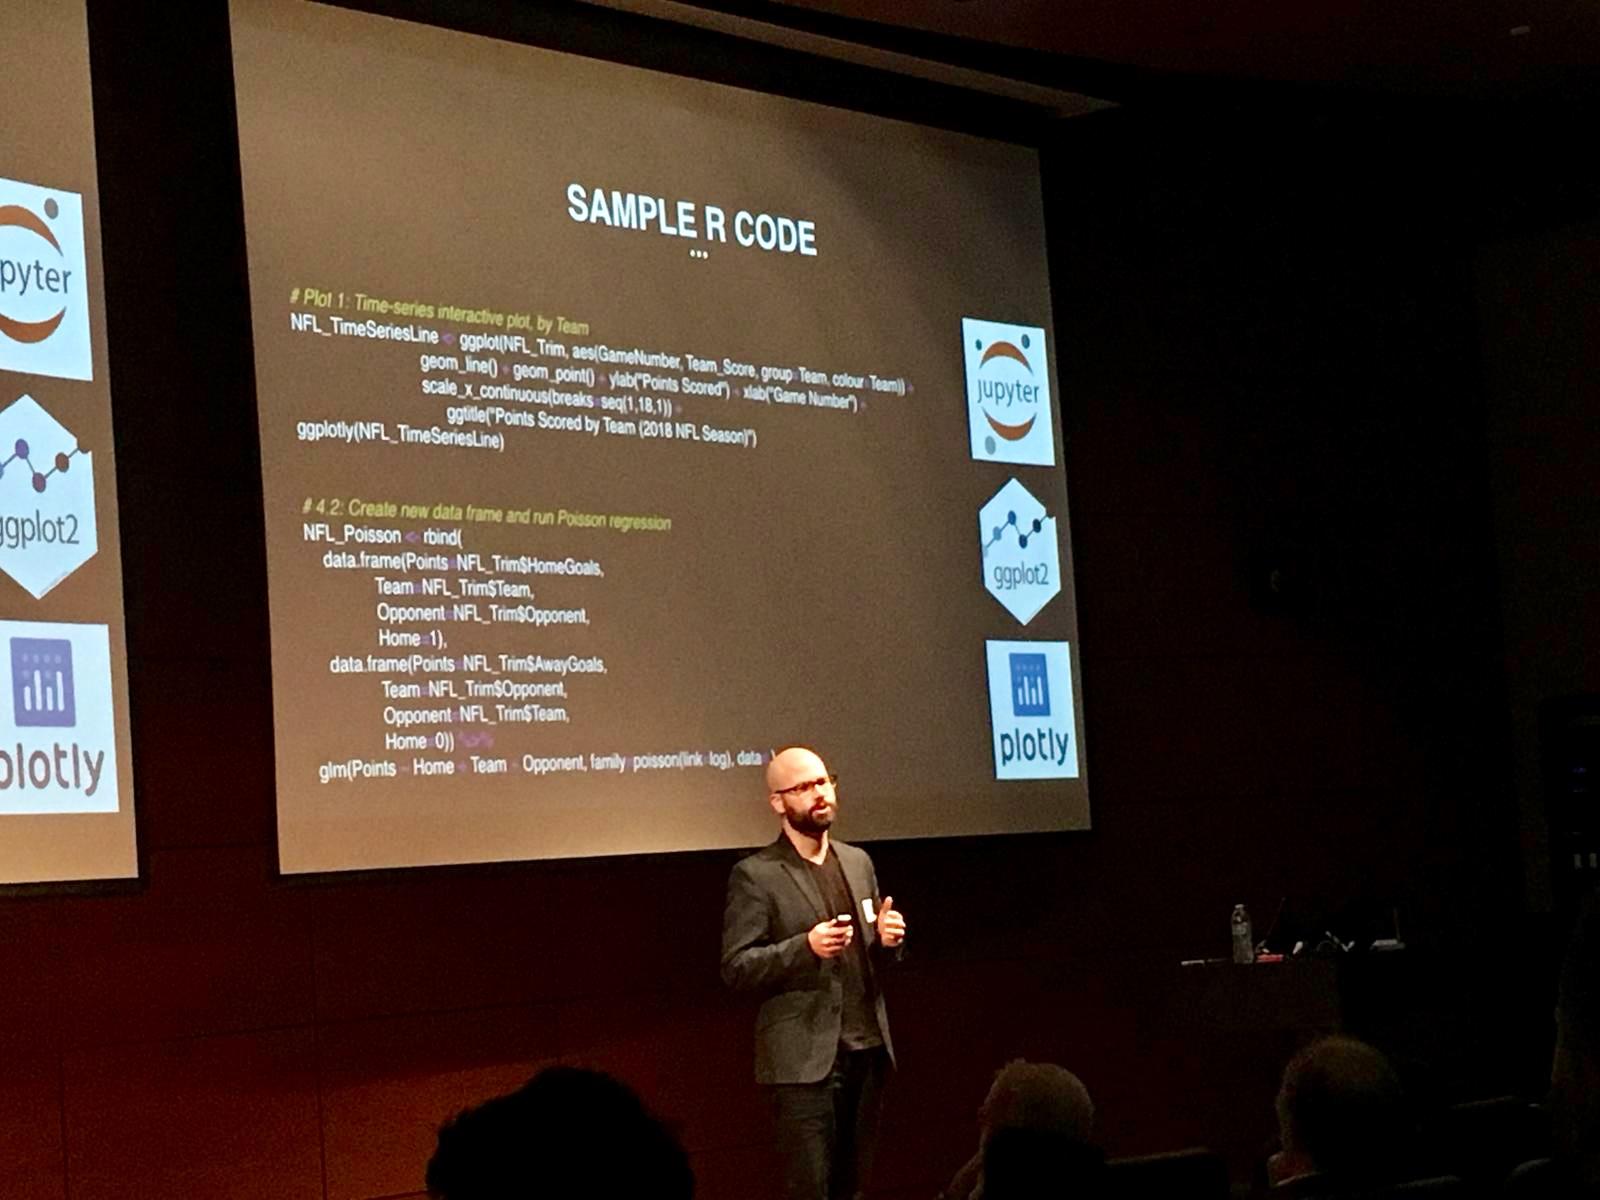 SAMPLE R CODE
# Plot 1: Time-series interactive plot, by Team
NFL_TimeSeriesLine <- ggplot(NFL_Trim, aes(GameNumber, Team_Score, group=Team, colour=Team)) +
geom_line() + geom_point() + ylab("Points Scored") + xlab("Game Number") +
scale_x_continuous(breaks=seq(1,18,1)) +
ggtitle("Points Scored by Team (2018 NFL Season)")
ggplotly(NFL_TimeSeriesLine)
# 4.2: Create new data frame and run Poisson regression
NFL_Poisson <- rbind(
data.frame(Points=NFL_Trim$HomeGoals,
Team=NFL_Trim$Team,
Opponent=NFL_Trim$Opponent,
Home=1),
data.frame(Points=NFL_Trim$AwayGoals,
Team=NFL_Trim$Opponent,
Opponent=NFL_Trim$Team,
Home=0)) %>%
glm(Points ~ Home + Team + Opponent, family=poisson(link=log), data=
jupyter
ggplot2
plotly
pyter
ggplot2
plotly